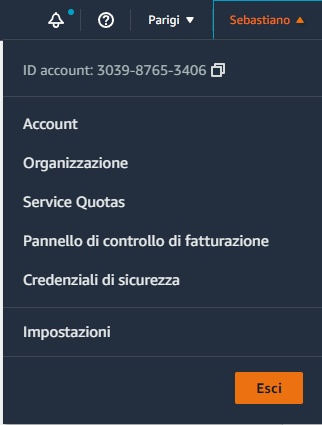 Parigi ▼ Sebastiano ▲
ID account: 3039-8765-3406
Account
Organizzazione
Service Quotas
Pannello di controllo di fatturazione
Credenziali di sicurezza
Impostazioni
Esci